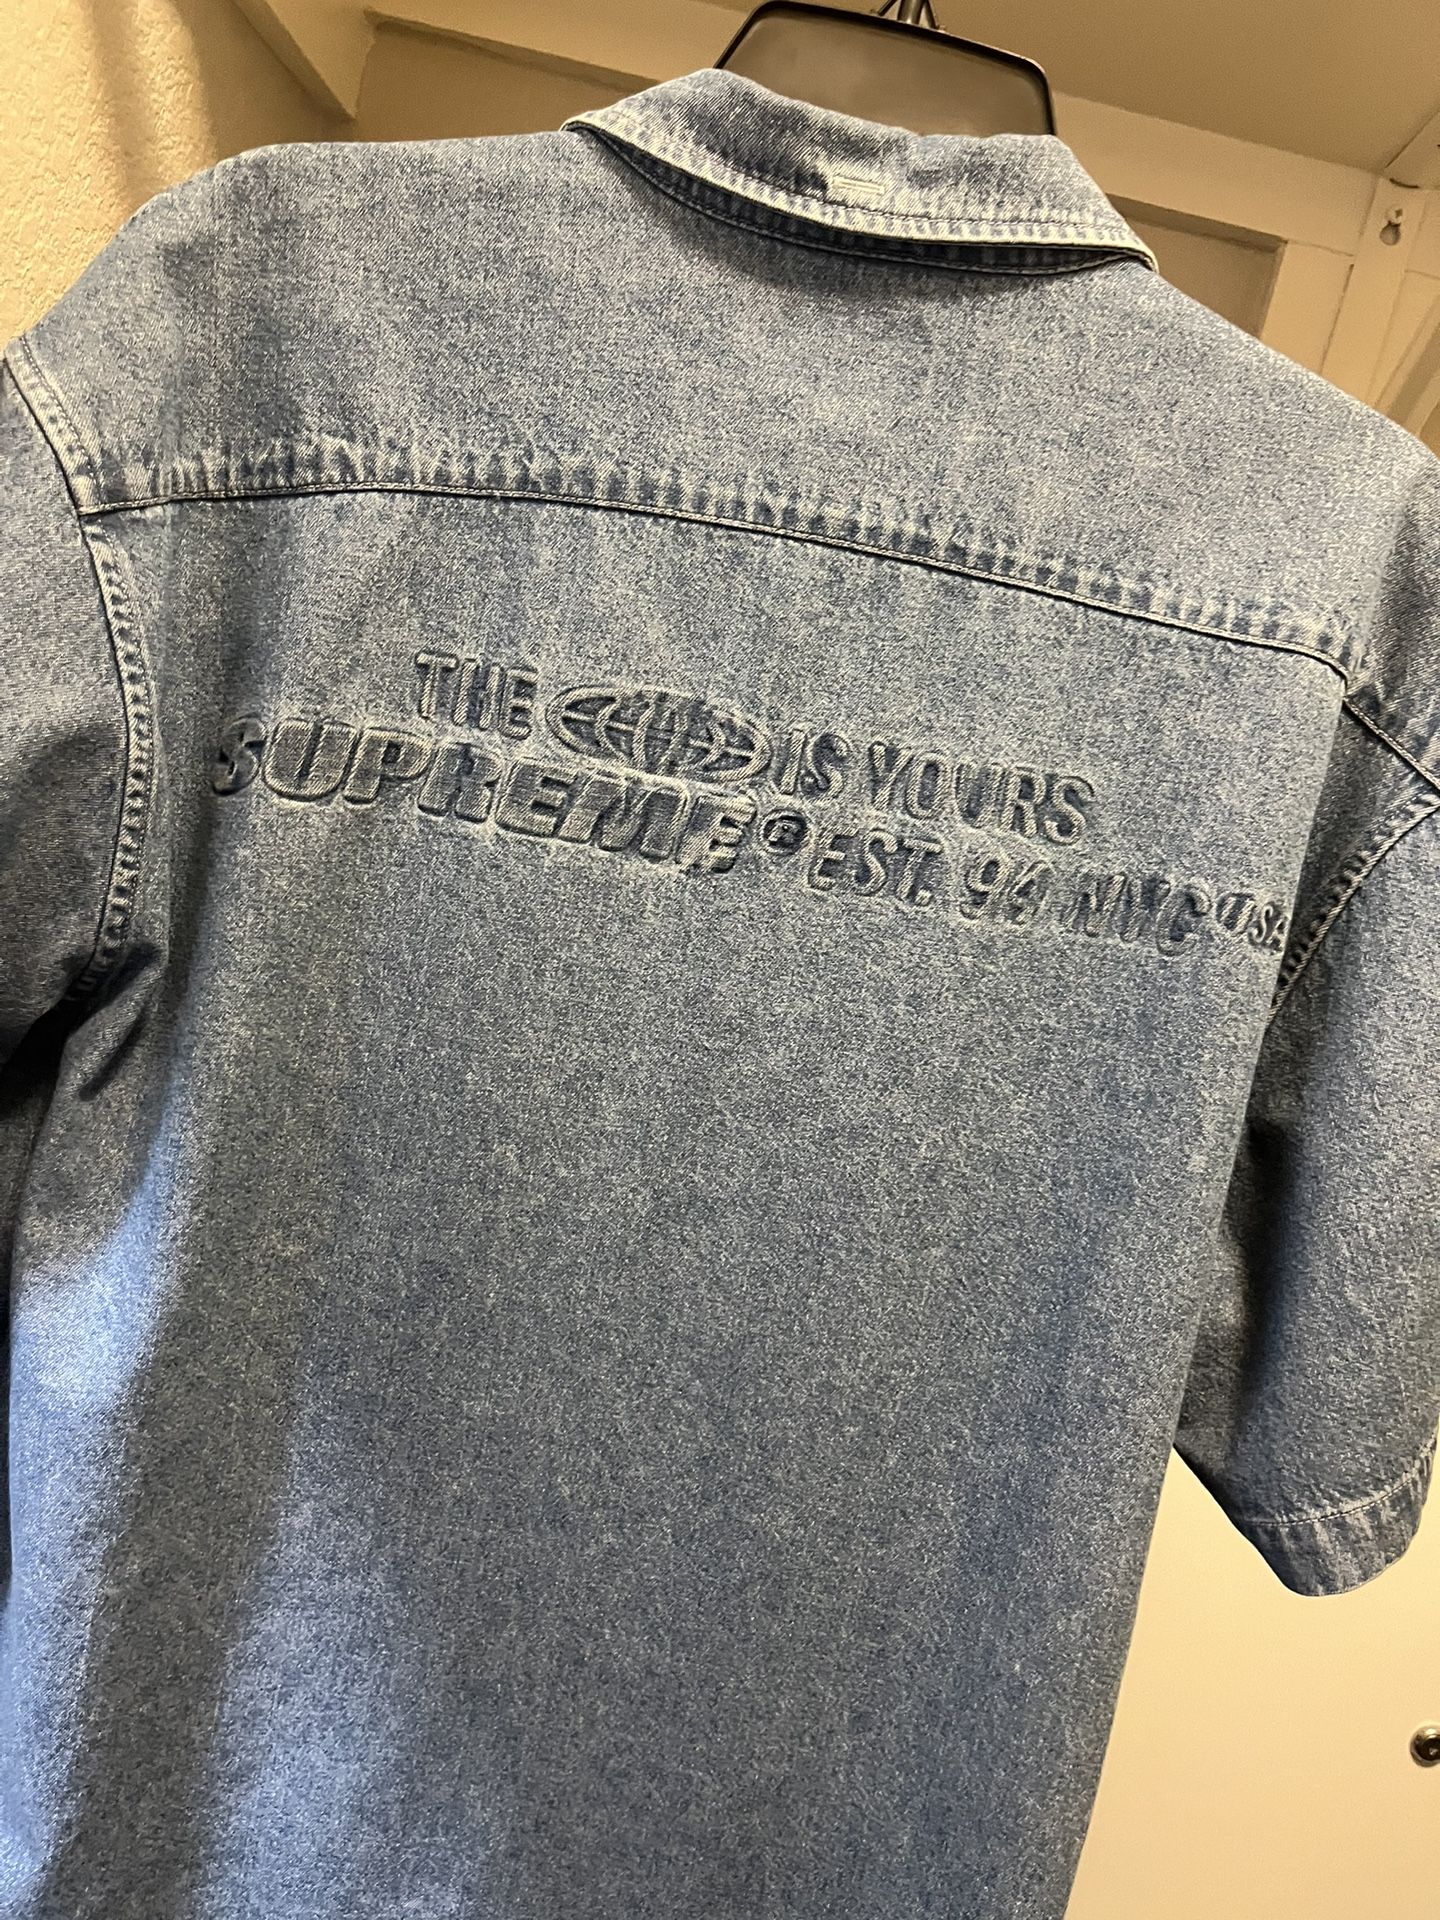 THE IS YOURS
SUPREME® EST. 94 NYC USA